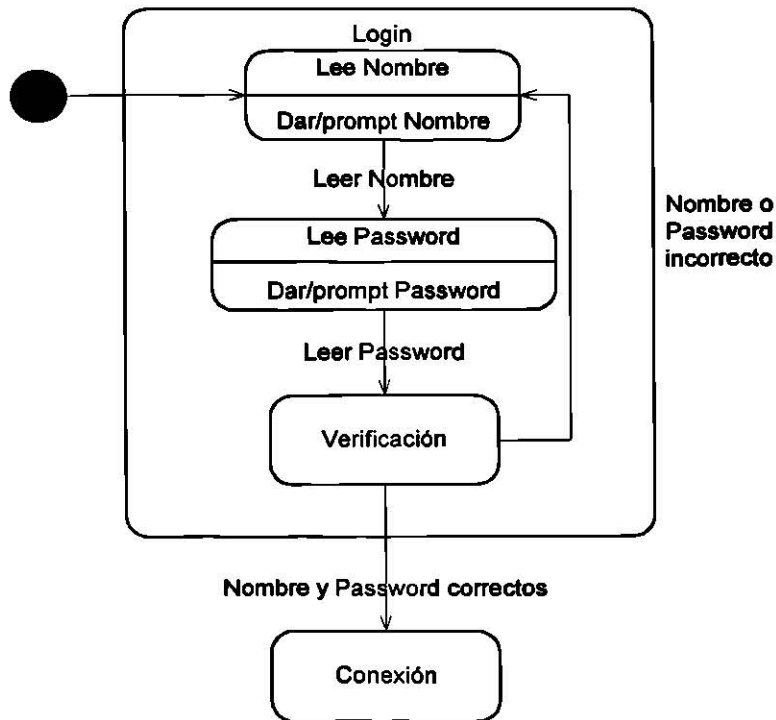 Login
Lee Nombre
Dar/prompt Nombre
Leer Nombre
Lee Password
Dar/prompt Password
Leer Password
Verificación
Nombre o
Password
incorrecto
Nombre y Password correctos
Conexión